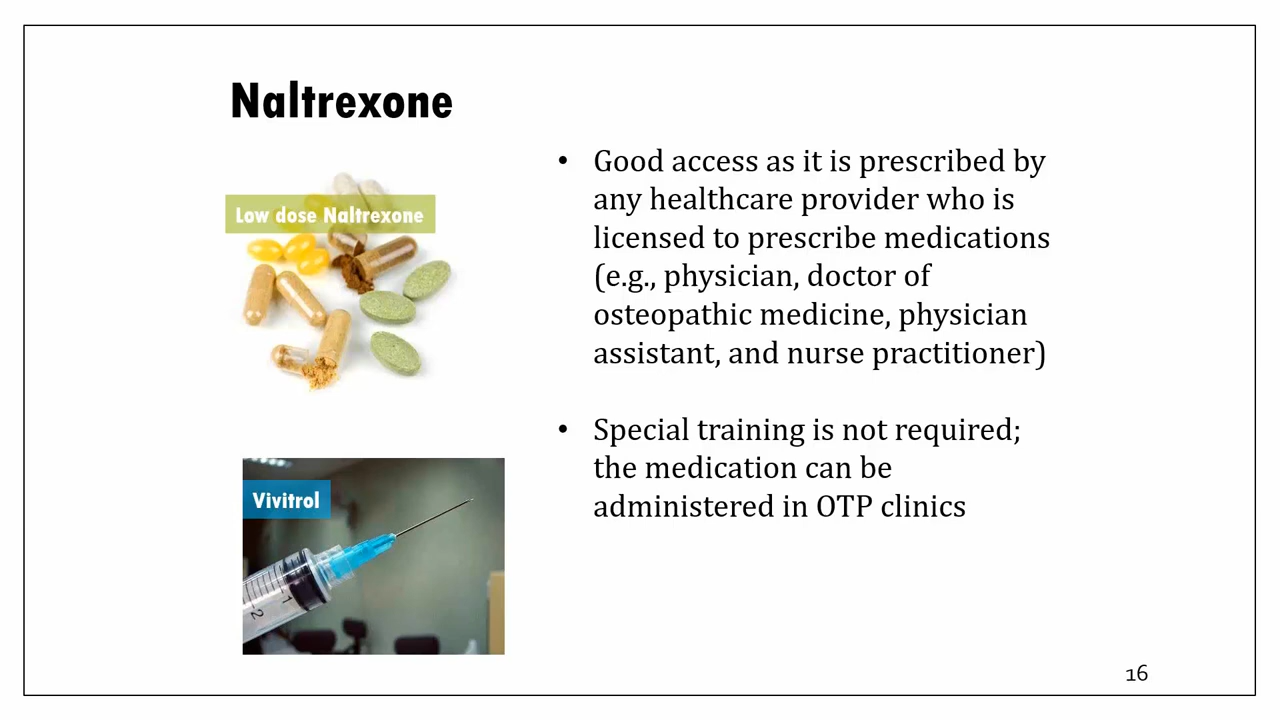 Naltrexone
Low dose Naltrexone
Vivitrol
-1
-2
• Good access as it is prescribed by
any healthcare provider who is
licensed to prescribe medications
(e.g., physician, doctor of
osteopathic medicine, physician
assistant, and nurse practitioner)
• Special training is not required;
the medication can be
administered in OTP clinics
16